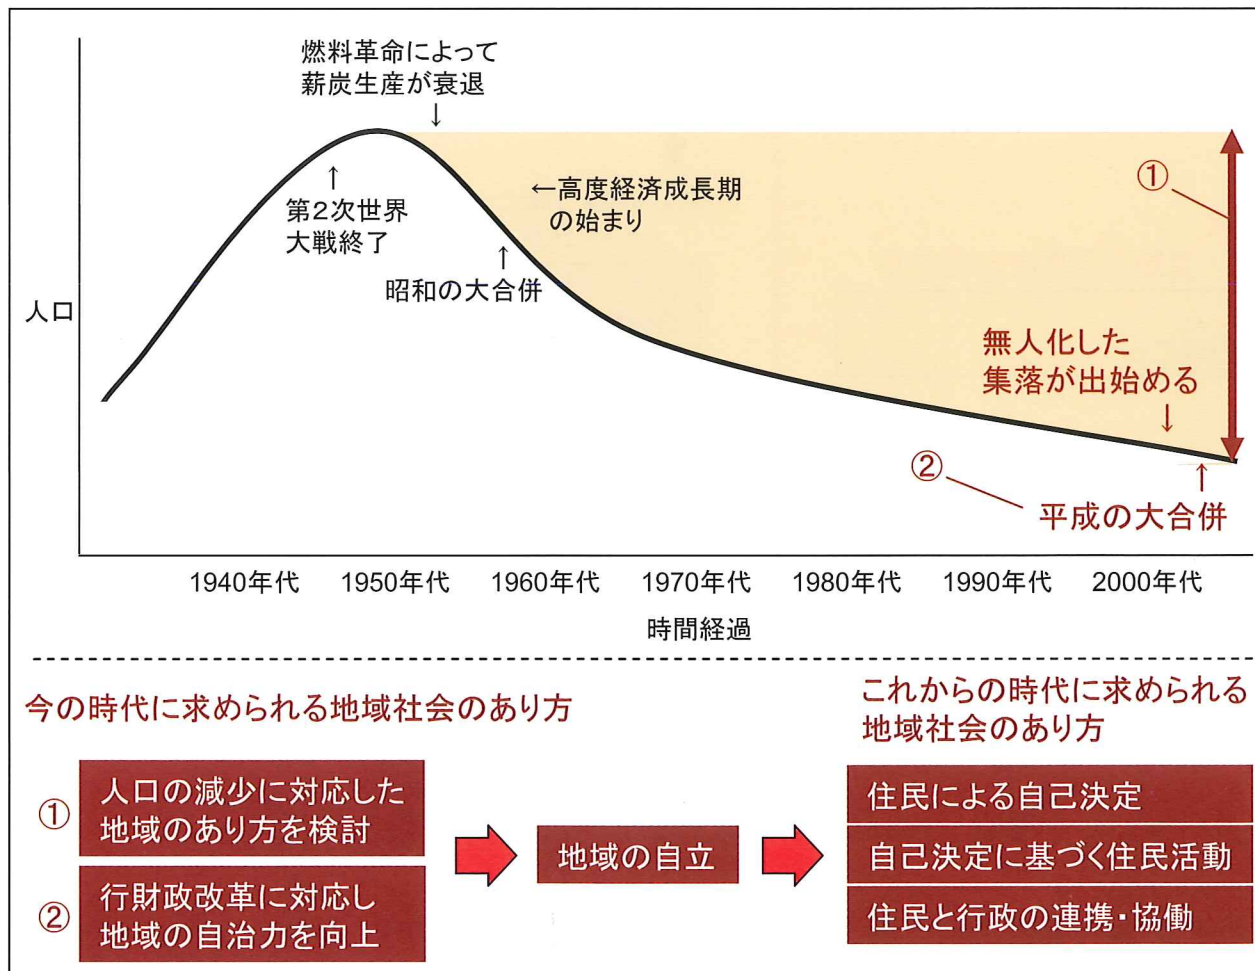 燃料革命によって
薪炭生産が衰退
↓
①
←高度経済成長期
の始まり
↑
第2次世界
大戦終了
↑
昭和の大合併
人口
無人化した
集落が出始める
↓
②
↑
平成の大合併
1940年代 1950年代 1960年代 1970年代 1980年代 1990年代 2000年代
時間経過
今の時代に求められる地域社会のあり方
これからの時代に求められる
地域社会のあり方
①
人口の減少に対応した
地域のあり方を検討
②
行財政改革に対応し
地域の自治力を向上
地域の自立
住民による自己決定
自己決定に基づく住民活動
住民と行政の連携・協働